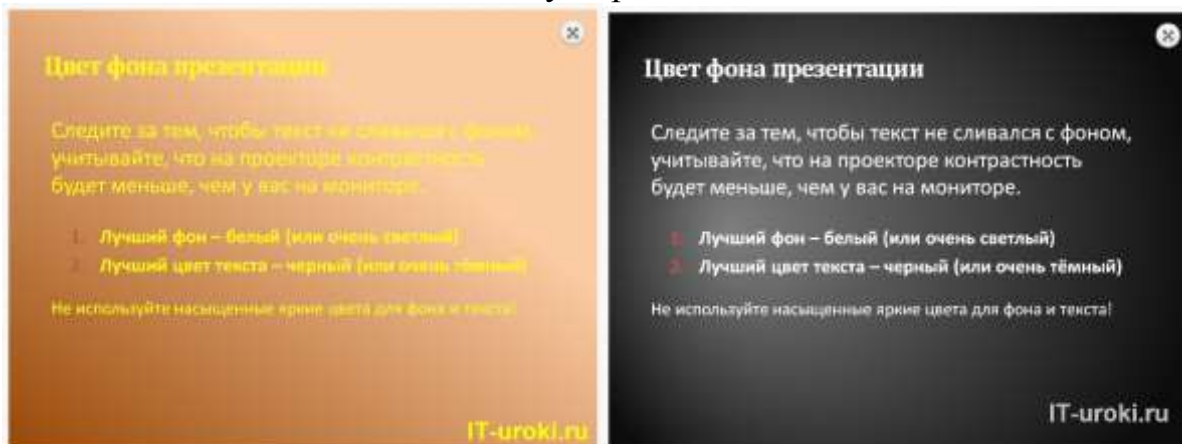 Цвет фона презентации
Следите за тем, чтобы текст не сливался с фоном,
учитывайте, что на проекторе контрастность
будет меньше, чем у вас на мониторе.
1. Лучший фон – белый (или очень светлый)
2. Лучший цвет текста – черный (или очень тёмный)
Не используйте насыщенные яркие цвета для фона и текста!
IT-uroki.ru
Цвет фона презентации
Следите за тем, чтобы текст не сливался с фоном,
учитывайте, что на проекторе контрастность
будет меньше, чем у вас на мониторе.
1. Лучший фон – белый (или очень светлый)
2. Лучший цвет текста – черный (или очень тёмный)
Не используйте насыщенные яркие цвета для фона и текста!
IT-uroki.ru